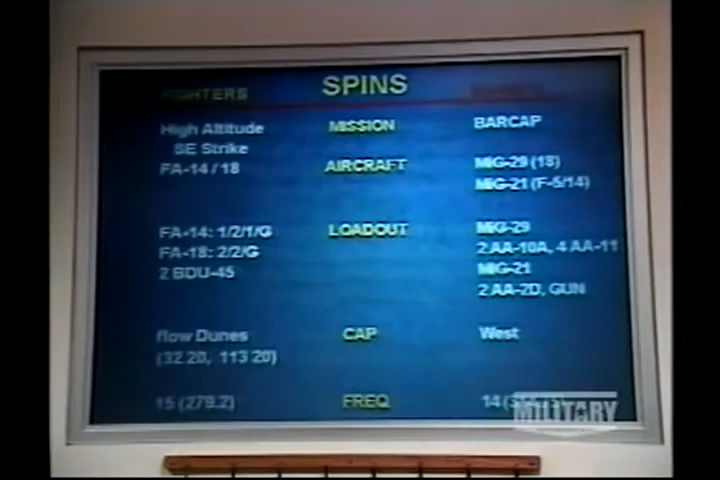 SPINS
FIGHTERS
High Altitude MISSION BARCAP
SE Strike
FA-14 / 18 AIRCRAFT MiG-29 (18)
MiG-21 (F-5/14)
FA-14: 1/2/1/G LOADOUT MiG-29
FA-18: 2/2/G 2 AA-10A, 4 AA-11
2 BDU-45 MiG-21
2 AA-2D, GUN
flow Dunes CAP West
(32 20, 113 20)
15 (279.2) FREQ 14
MILITARY